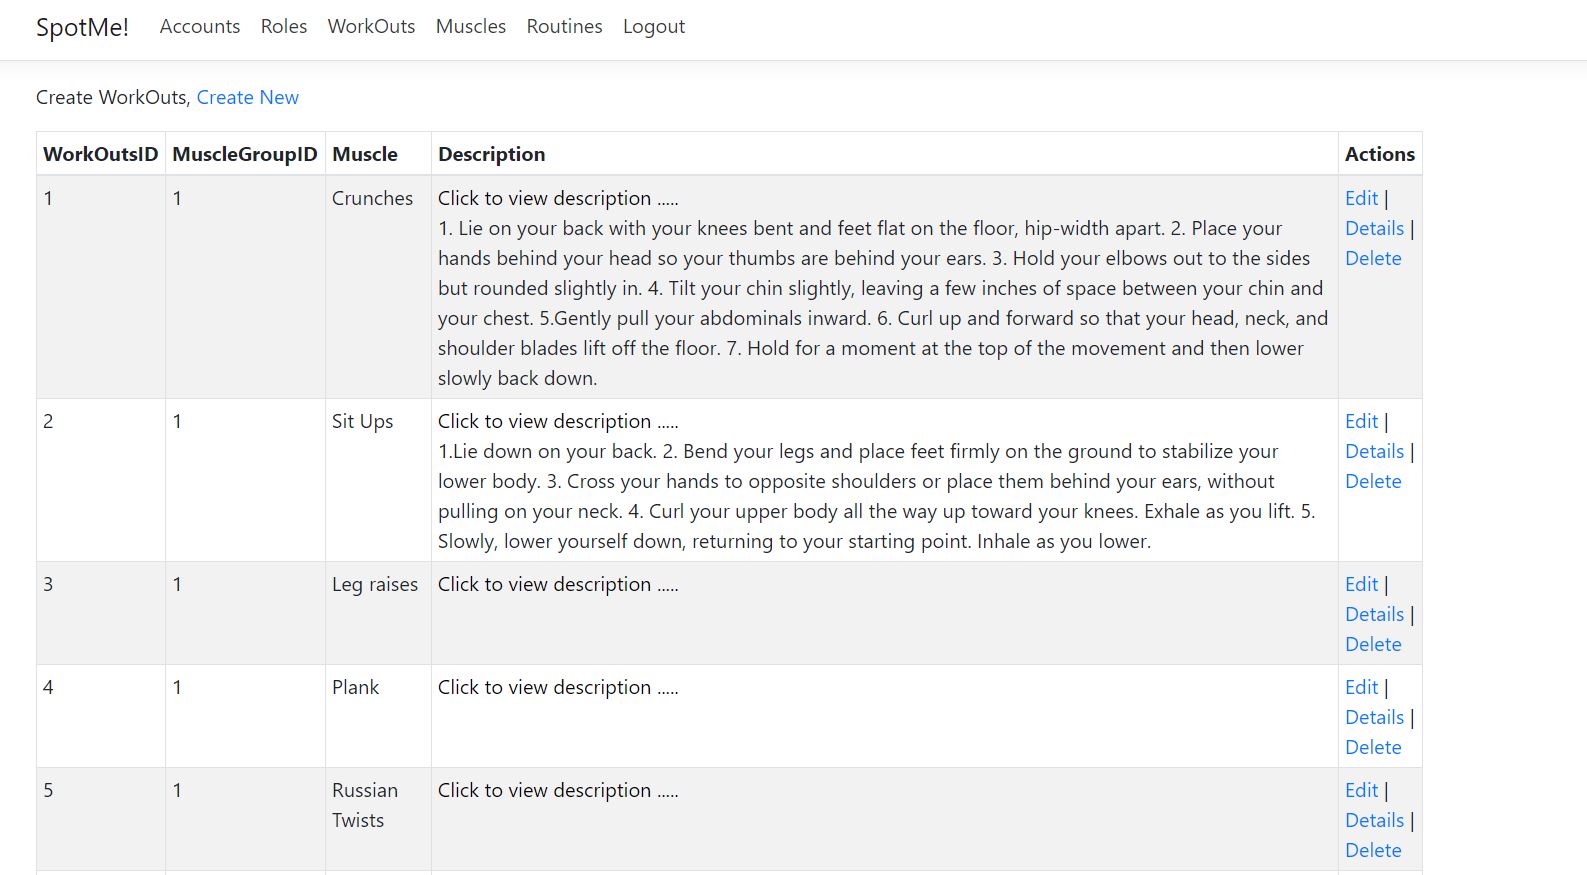 SpotMe! Accounts Roles WorkOuts Muscles Routines Logout
Create WorkOuts, Create New
WorkOutsID MuscleGroupID Muscle Description Actions
1 1 Crunches Click to view description ..... Edit |
1. Lie on your back with your knees bent and feet flat on the floor, hip-width apart. 2. Place your Details |
hands behind your head so your thumbs are behind your ears. 3. Hold your elbows out to the sides Delete
but rounded slightly in. 4. Tilt your chin slightly, leaving a few inches of space between your chin and
your chest. 5.Gently pull your abdominals inward. 6. Curl up and forward so that your head, neck, and
shoulder blades lift off the floor. 7. Hold for a moment at the top of the movement and then lower
slowly back down.
2 1 Sit Ups Click to view description ..... Edit |
1.Lie down on your back. 2. Bend your legs and place feet firmly on the ground to stabilize your Details |
lower body. 3. Cross your hands to opposite shoulders or place them behind your ears, without Delete
pulling on your neck. 4. Curl your upper body all the way up toward your knees. Exhale as you lift. 5.
Slowly, lower yourself down, returning to your starting point. Inhale as you lower.
3 1 Leg raises Click to view description ..... Edit |
Details |
Delete
4 1 Plank Click to view description ..... Edit |
Details |
Delete
5 1 Russian Click to view description ..... Edit |
Twists Details |
Delete